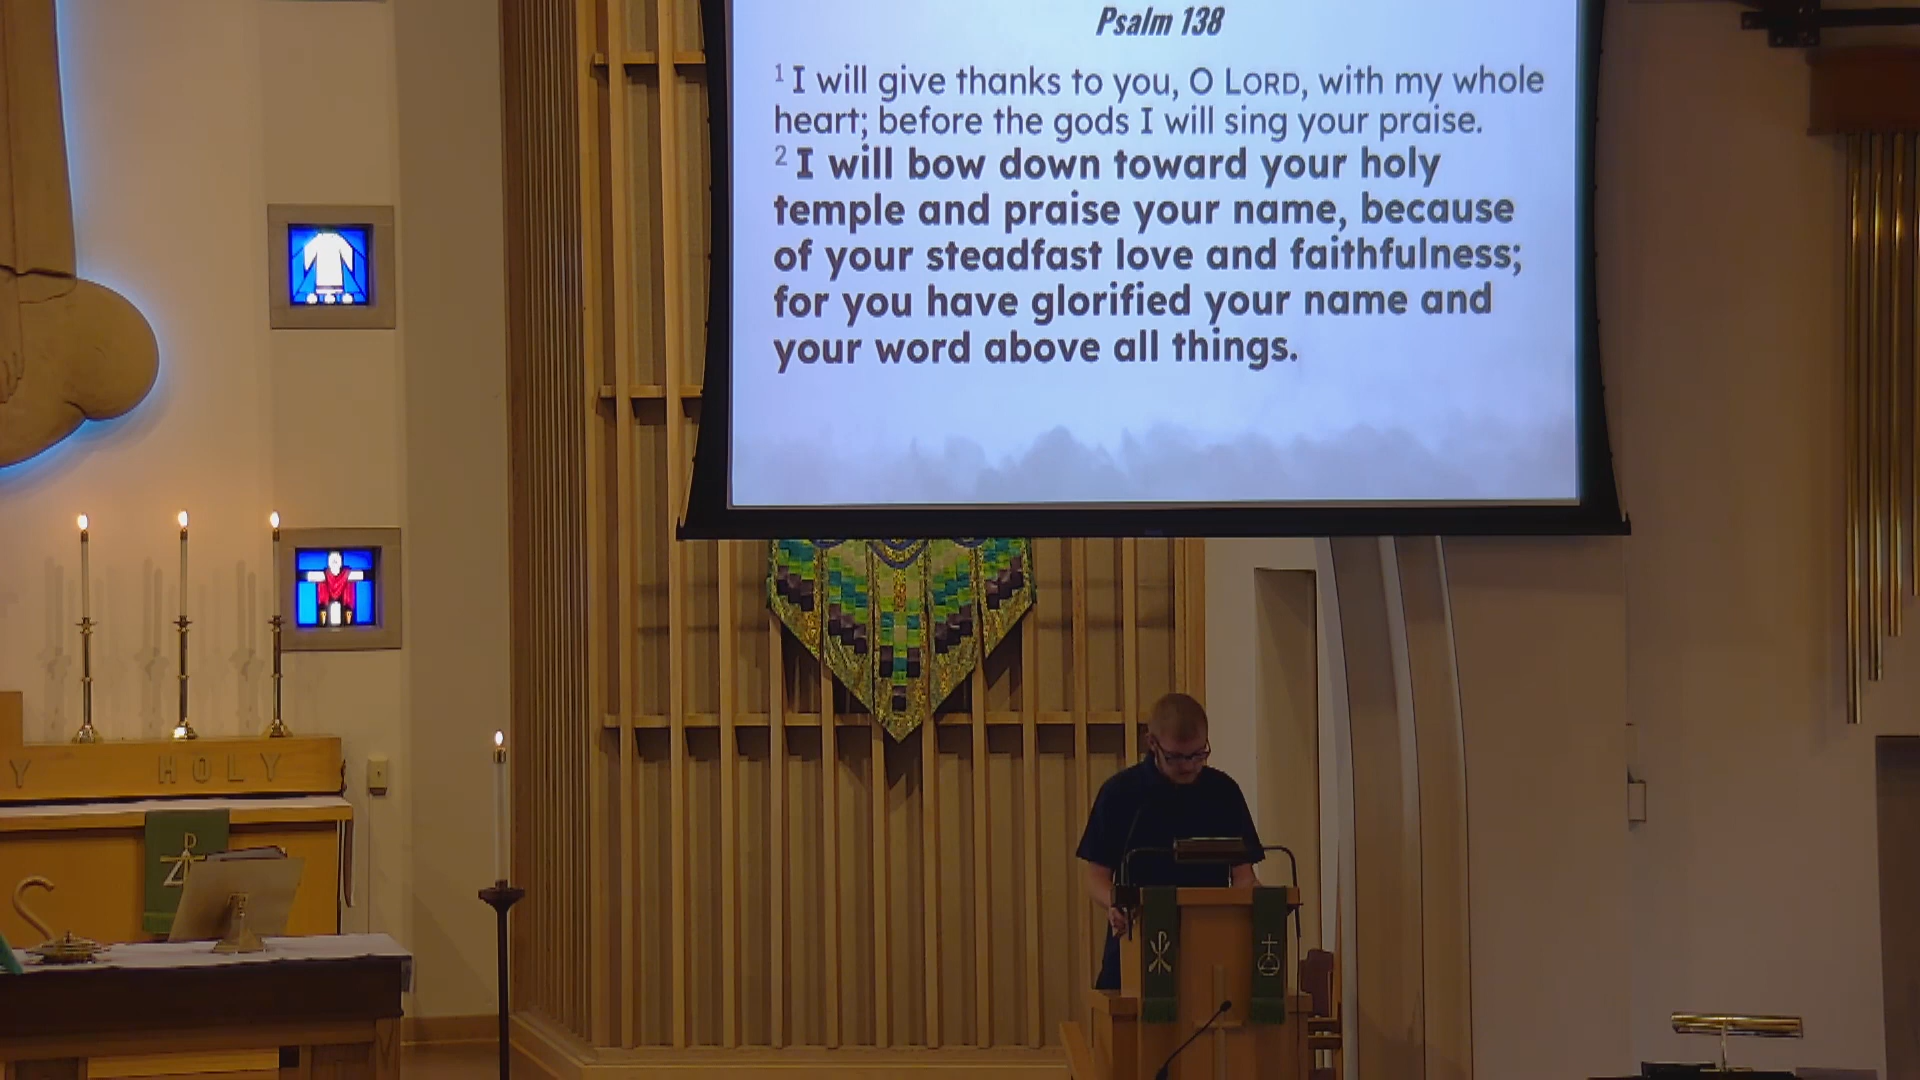 Psalm 138
1 I will give thanks to you, O LORD, with my whole
heart; before the gods I will sing your praise.
2 I will bow down toward your holy
temple and praise your name, because
of your steadfast love and faithfulness;
for you have glorified your name and
your word above all things.
Y HOLY